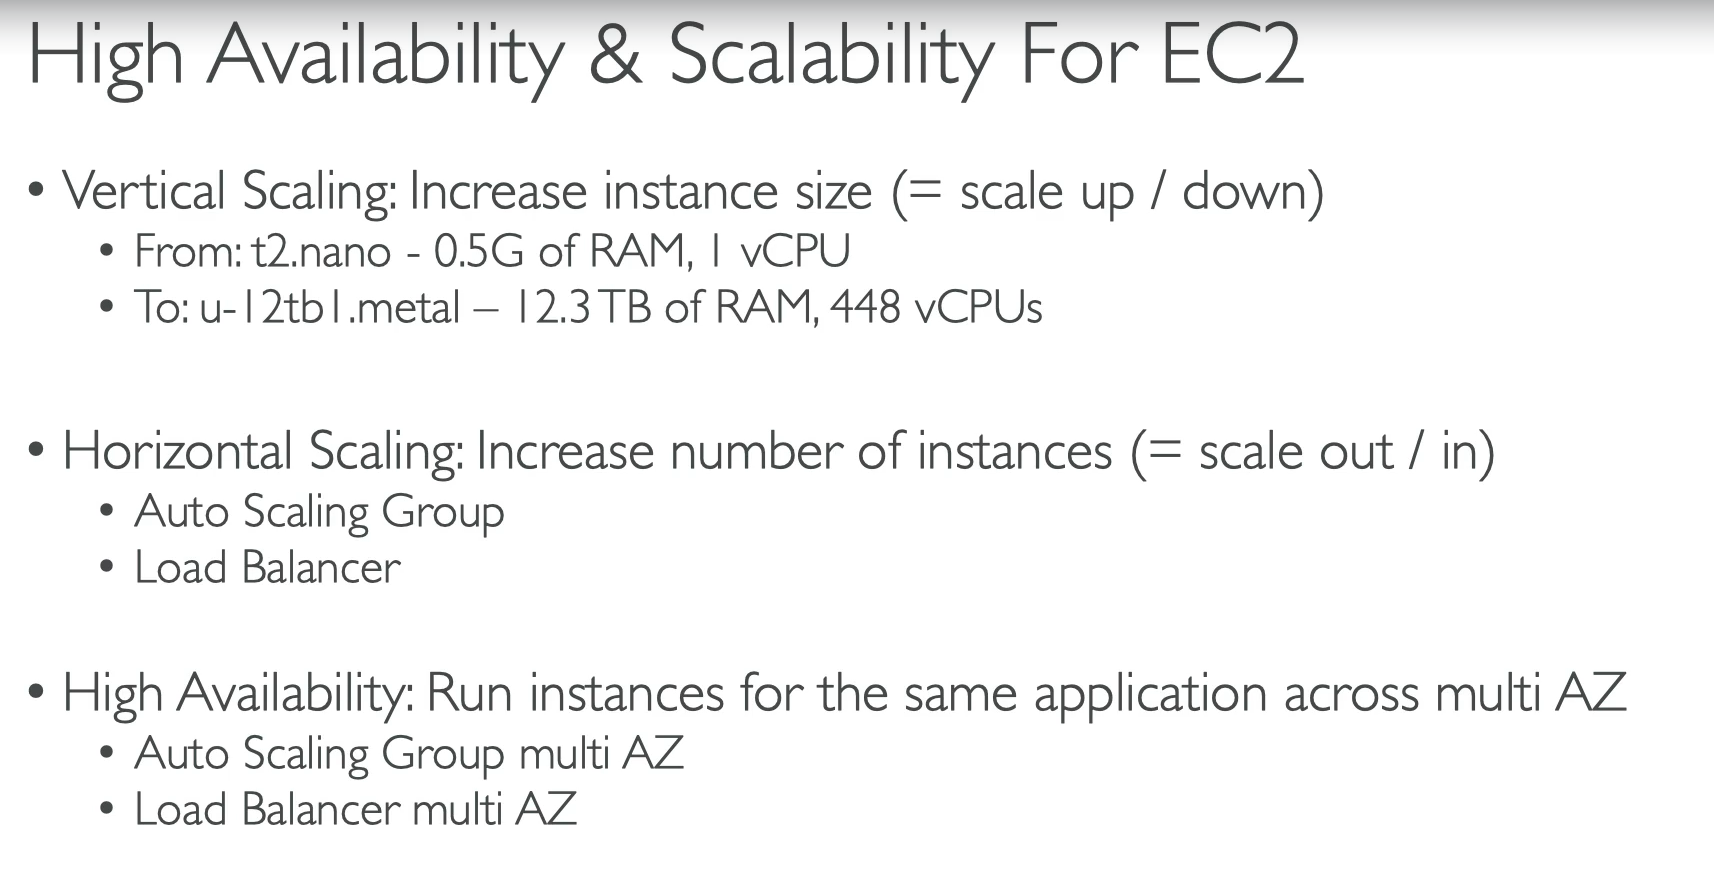 High Availability & Scalability For EC2
• Vertical Scaling: Increase instance size (= scale up / down)
• From: t2.nano - 0.5G of RAM, 1 vCPU
• To: u-12tb1.metal – 12.3 TB of RAM, 448 vCPUs
• Horizontal Scaling: Increase number of instances (= scale out / in)
• Auto Scaling Group
• Load Balancer
• High Availability: Run instances for the same application across multi AZ
• Auto Scaling Group multi AZ
• Load Balancer multi AZ